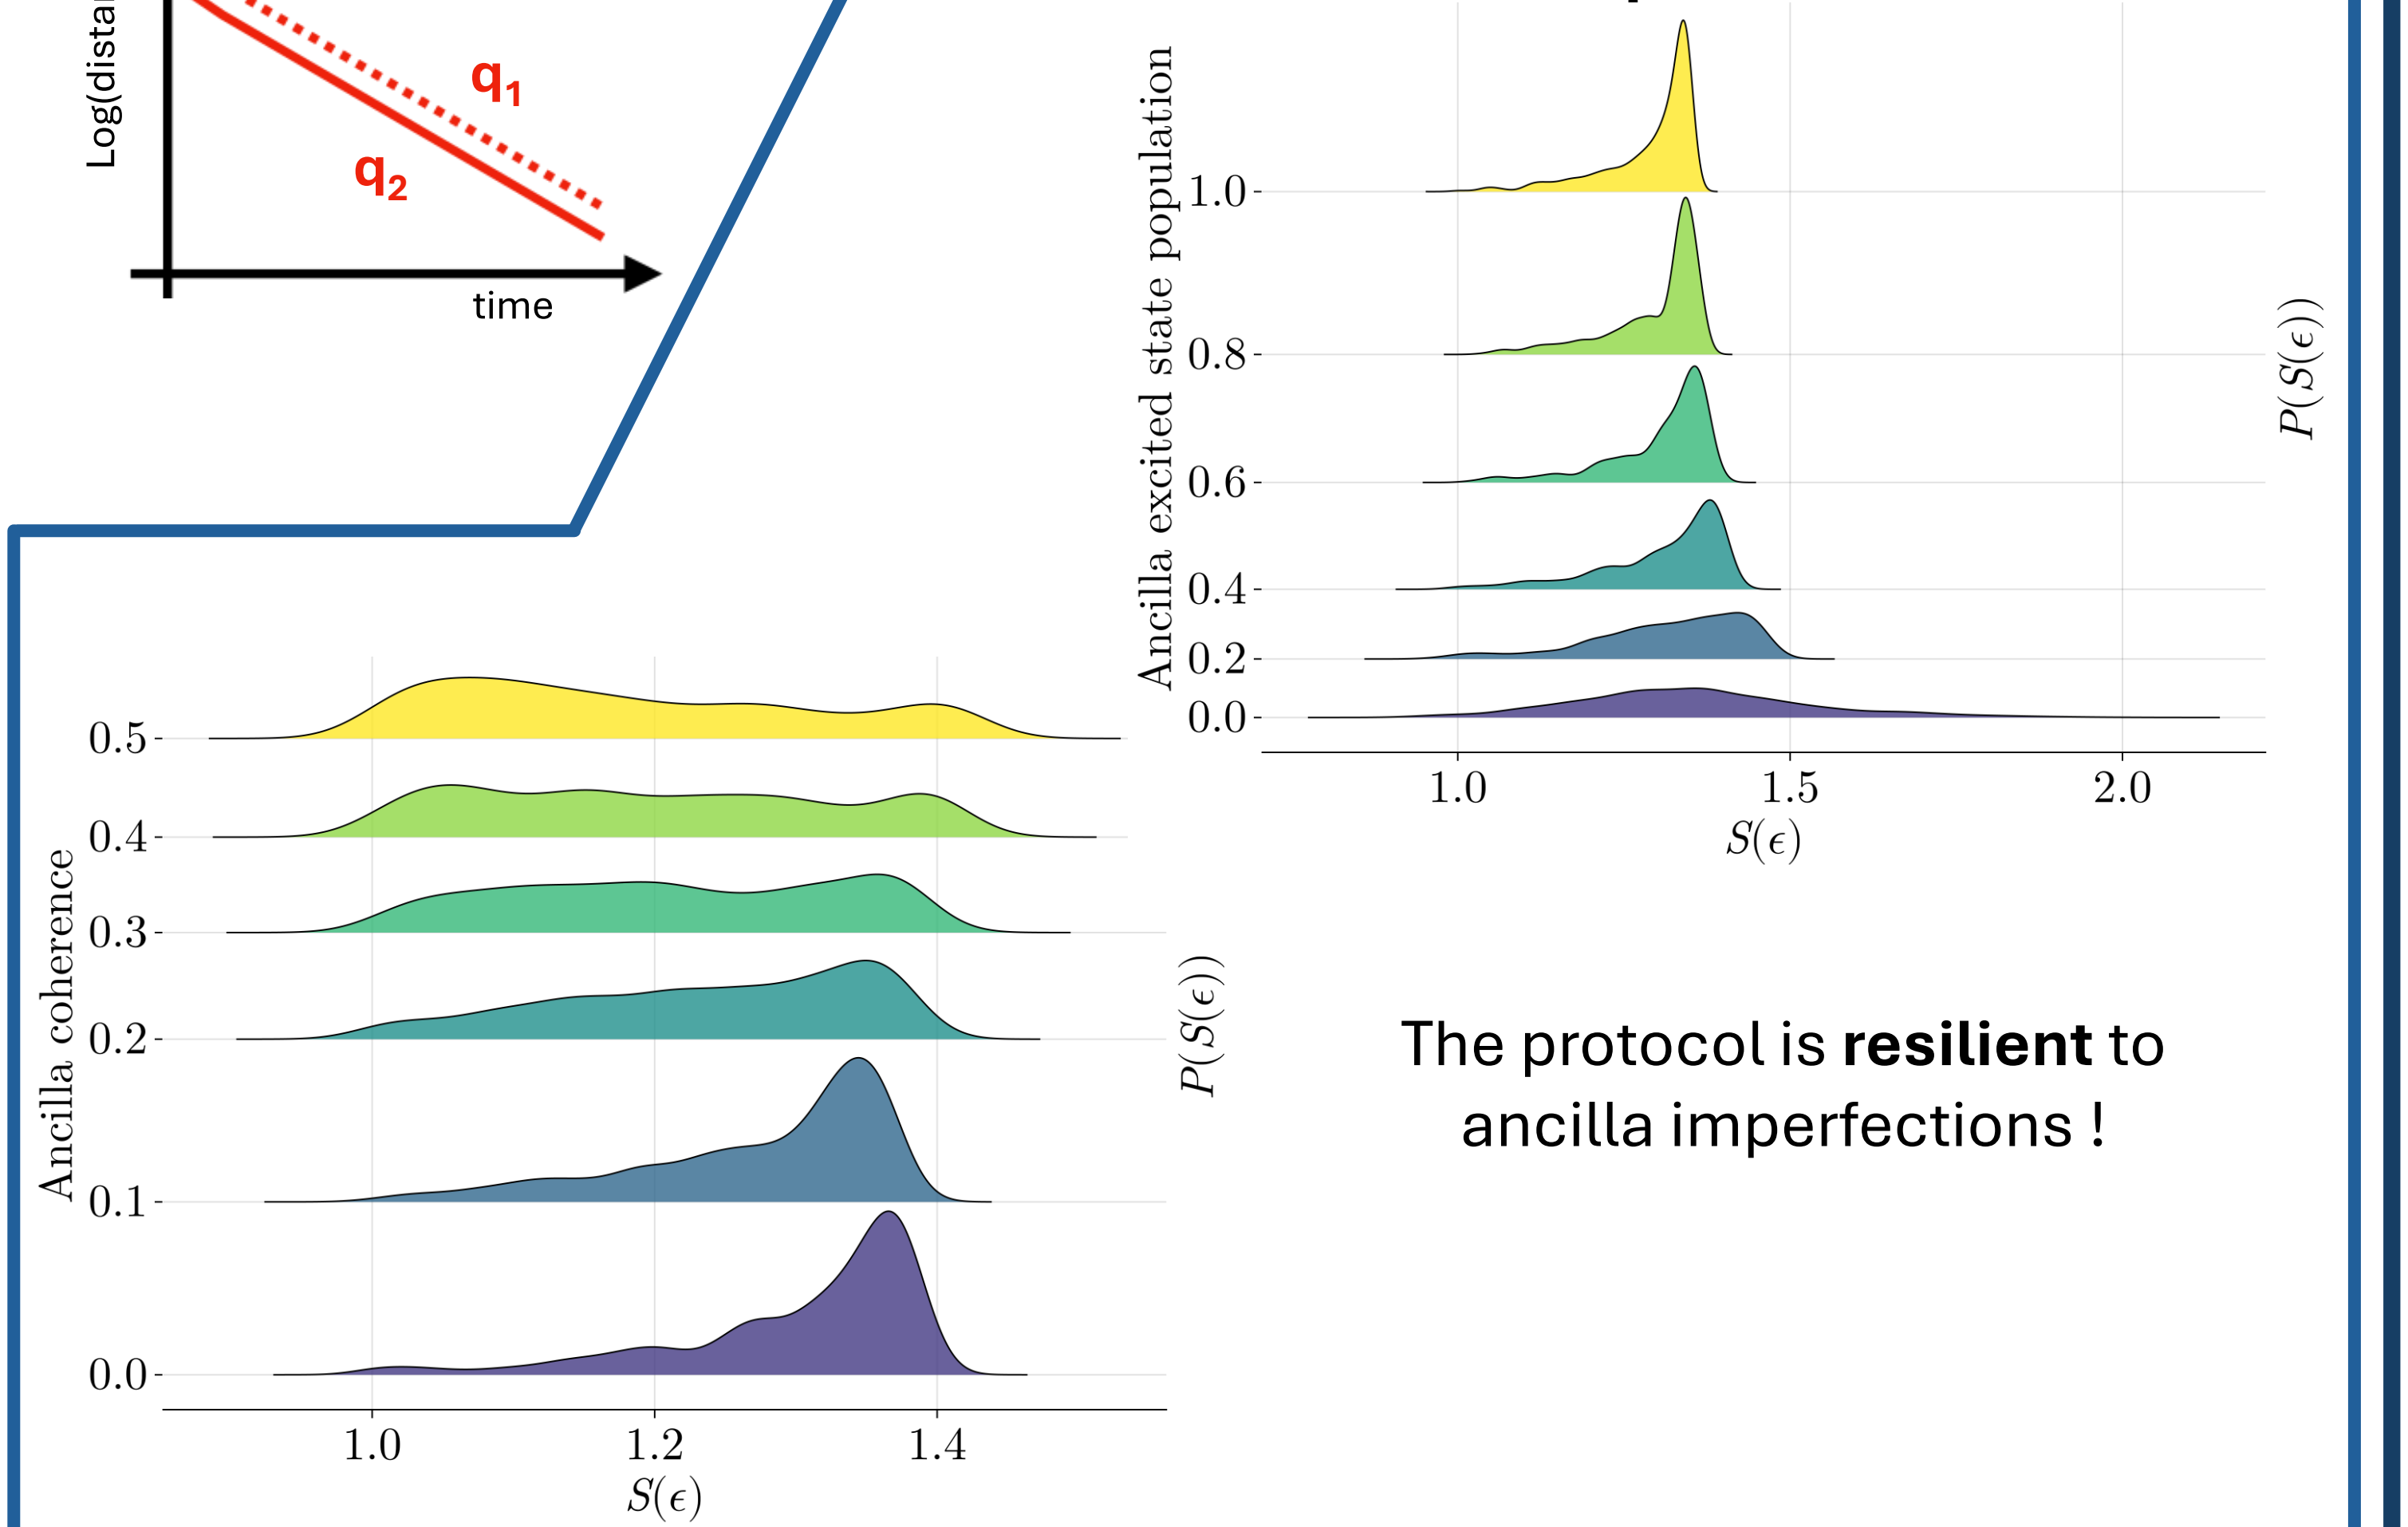 Log(dista
q1
q2
time
Ancilla excited state population
1.0
0.8
0.6
0.4
0.2
0.0
1.0 1.5 2.0
S(ϵ)
P(S(ϵ))
Ancilla coherence
0.5
0.4
0.3
0.2
0.1
0.0
1.0 1.2 1.4
S(ϵ)
P(S(ϵ))
The protocol is resilient to
ancilla imperfections !